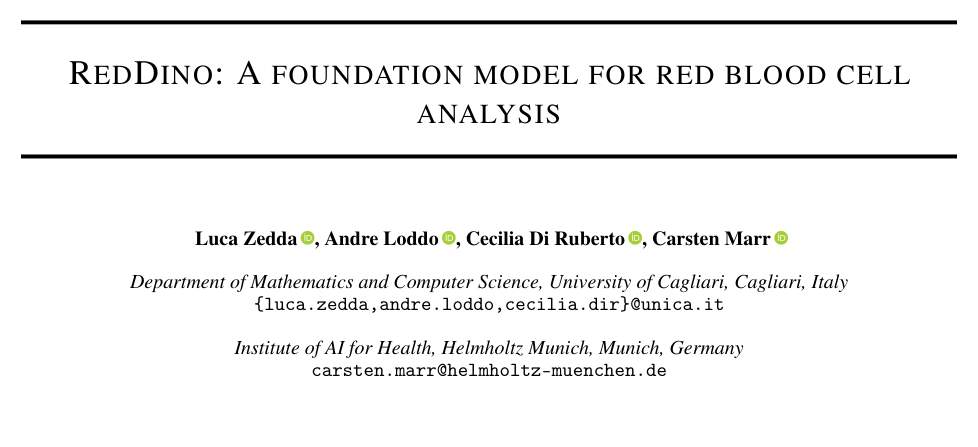 REDDINO: A FOUNDATION MODEL FOR RED BLOOD CELL
ANALYSIS
Luca Zedda, Andre Loddo, Cecilia Di Ruberto, Carsten Marr
Department of Mathematics and Computer Science, University of Cagliari, Cagliari, Italy
{luca.zedda,andre.loddo,cecilia.dir}@unica.it
Institute of AI for Health, Helmholtz Munich, Munich, Germany
carsten.marr@helmholtz-muenchen.de